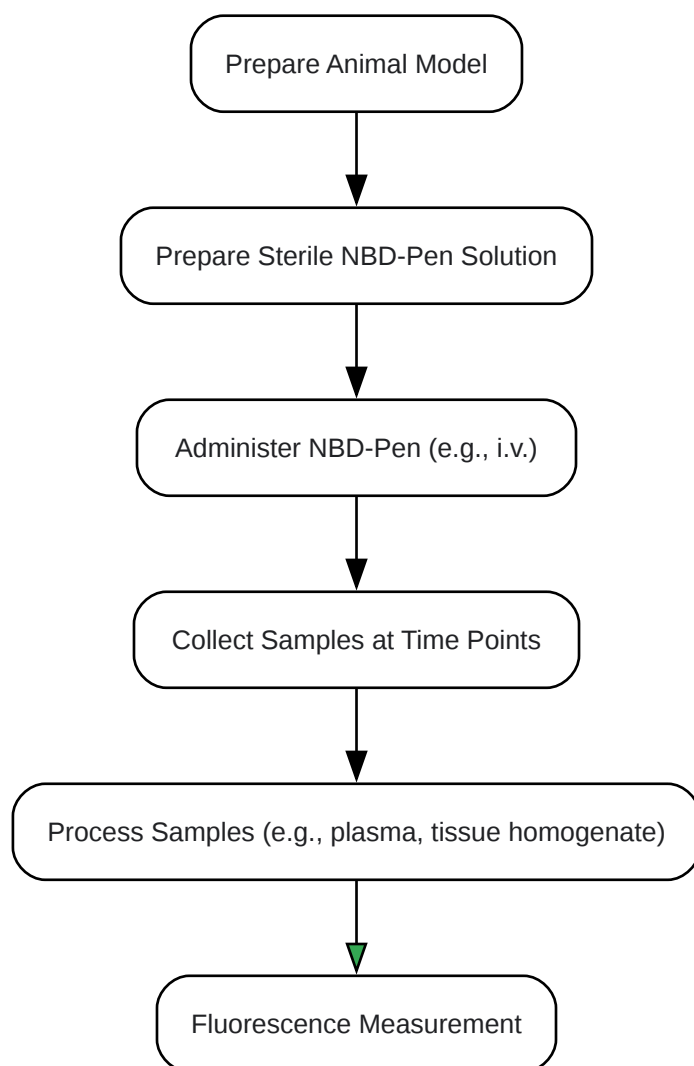 Prepare Animal Model
Prepare Sterile NBD-Pen Solution
Administer NBD-Pen (e.g., i.v.)
Collect Samples at Time Points
Process Samples (e.g., plasma, tissue homogenate)
Fluorescence Measurement